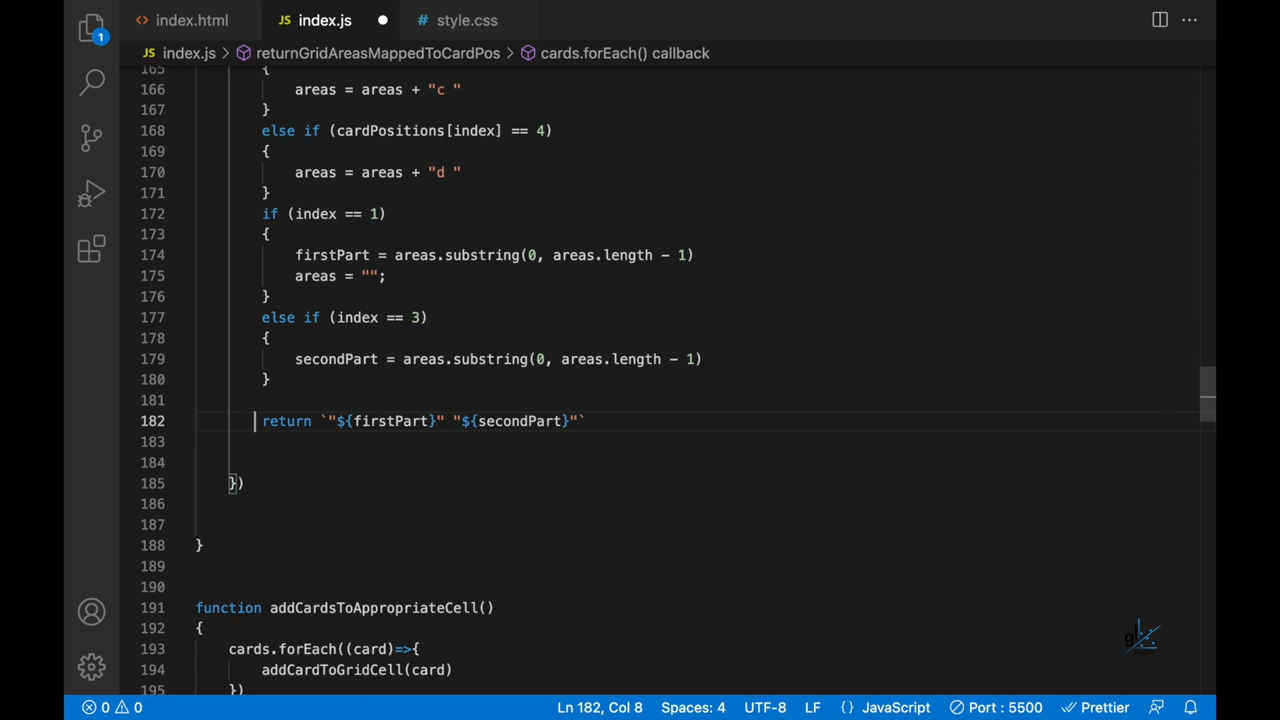 index.html
JS index.js
# style.css
JS index.js > returnGridAreasMappedToCardPos > cards.forEach() callback
1
165 {
166 areas = areas + "c "
167 }
168 else if (cardPositions[index] == 4)
169 {
170 areas = areas + "d "
171 }
172 if (index == 1)
173 {
174 firstPart = areas.substring(0, areas.length - 1)
175 areas = "";
176 }
177 else if (index == 3)
178 {
179 secondPart = areas.substring(0, areas.length - 1)
180 }
181
182 return `"${firstPart}" "${secondPart}"`
183
184
185 })
186
187
188 }
189
190
191 function addCardsToAppropriateCell()
192 {
193 cards.forEach((card)=>{
194 addCardToGridCell(card)
195 })
0 0 Ln 182, Col 8 Spaces: 4 UTF-8 LF {} JavaScript Port : 5500 Prettier